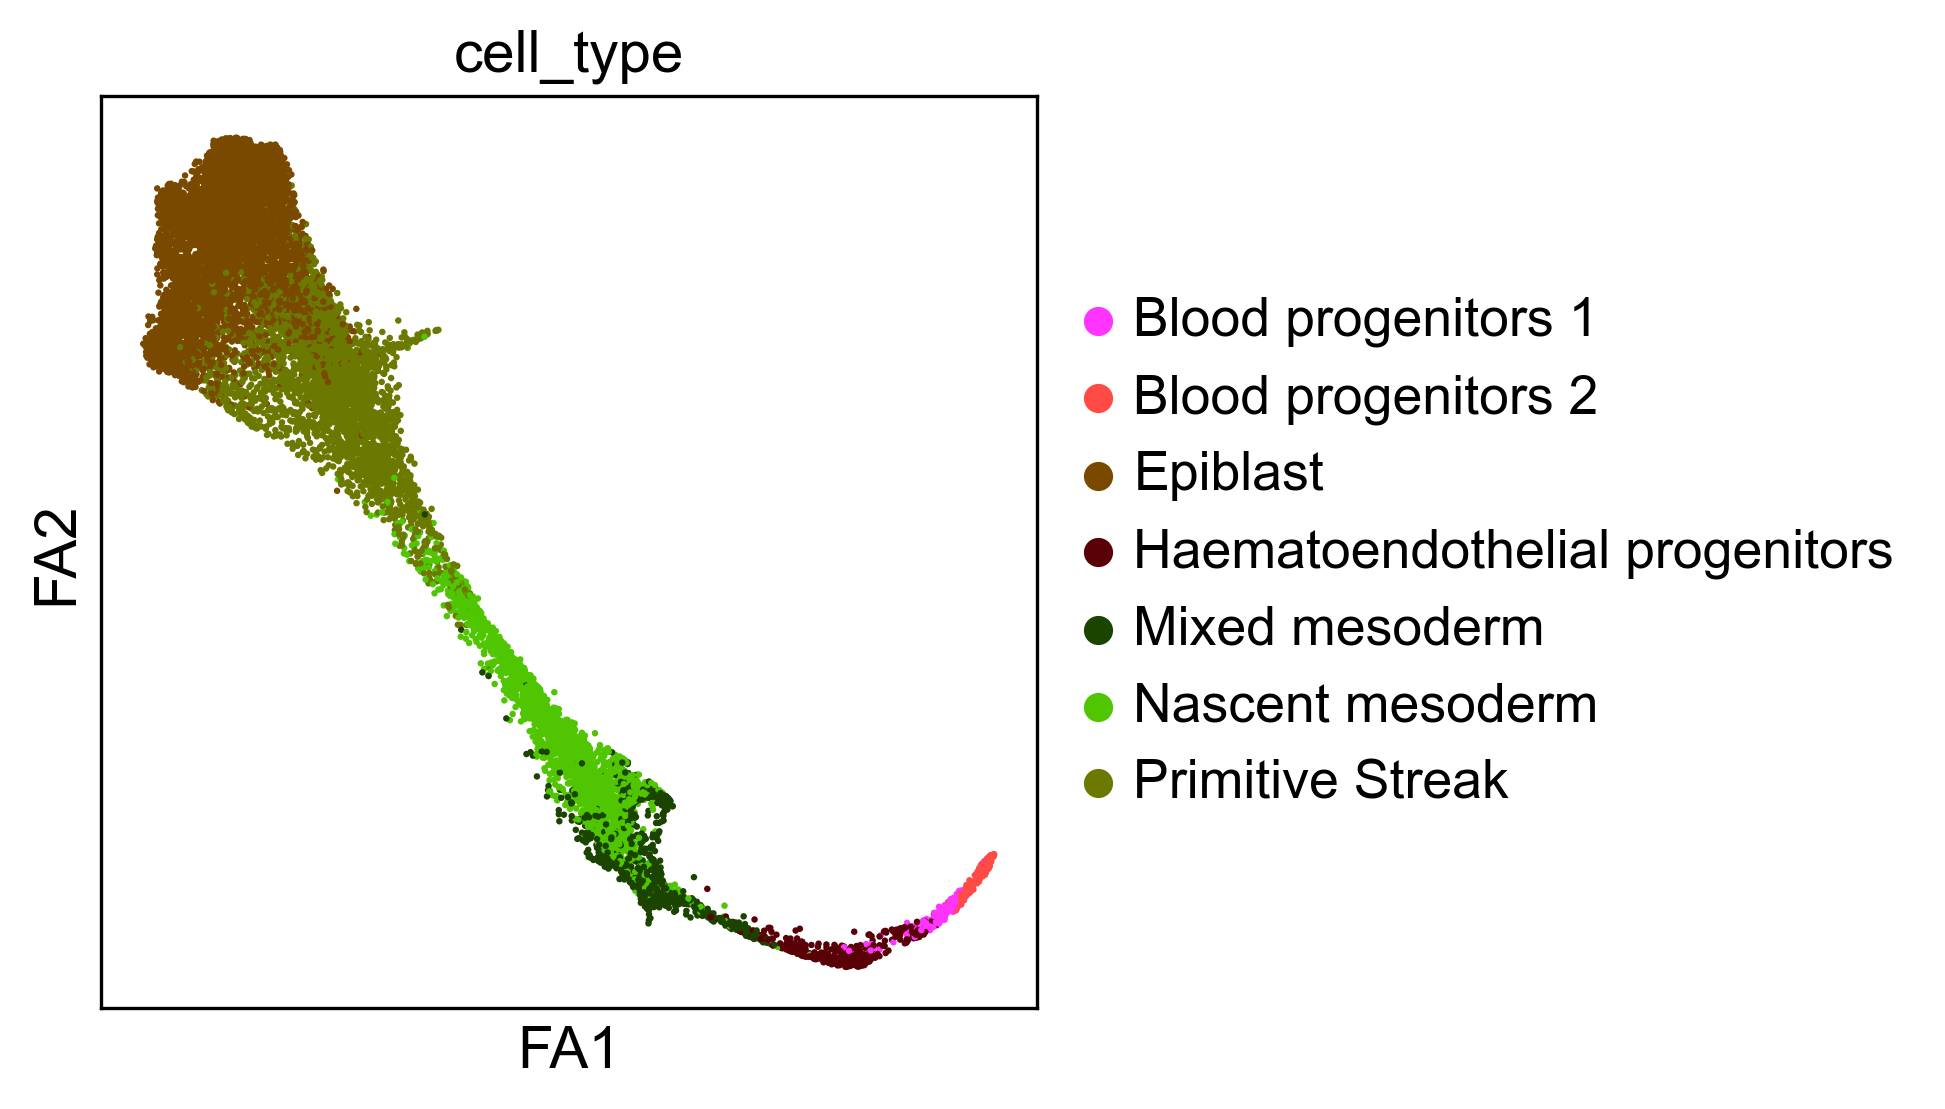 cell_type
FA2
FA1
Blood progenitors 1
Blood progenitors 2
Epiblast
Haematoendothelial progenitors
Mixed mesoderm
Nascent mesoderm
Primitive Streak